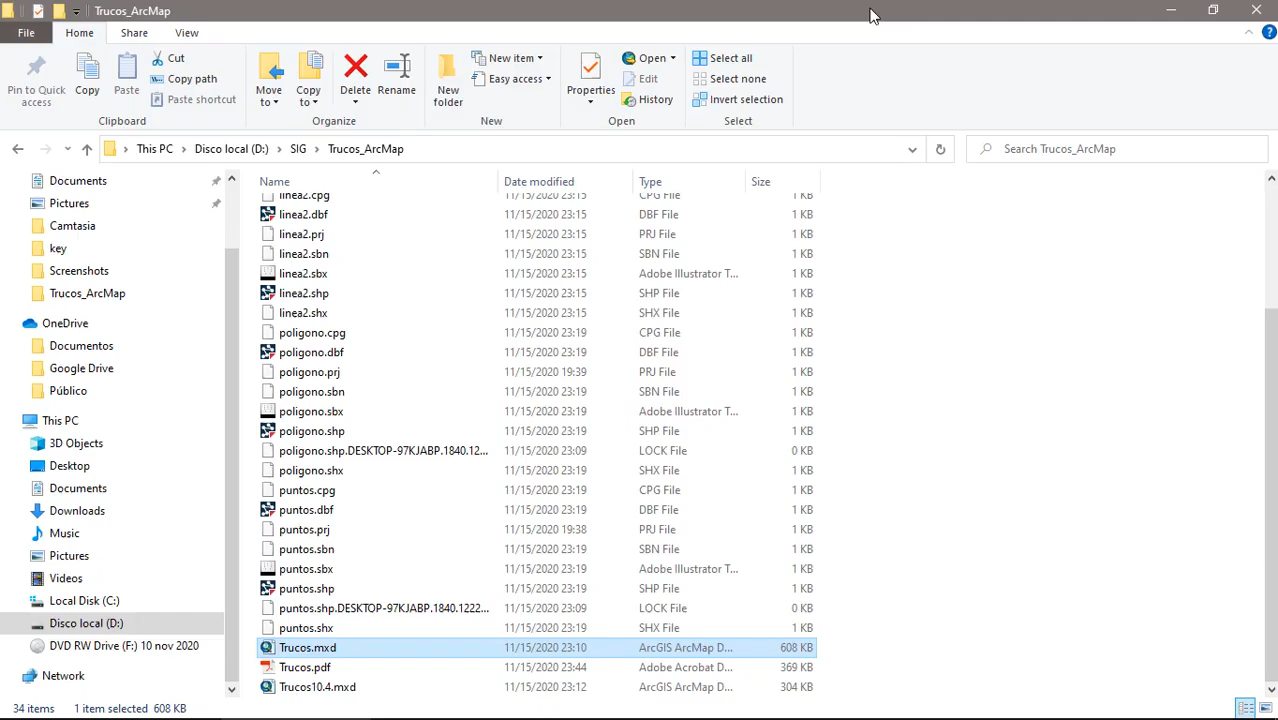 Trucos_ArcMap
File Home Share View
Pin to Quick access
Copy
Paste
Cut
Copy path
Paste shortcut
Clipboard
Move to
Copy to
Delete
Rename
Organize
New folder
New item
Easy access
New
Properties
Open
Edit
History
Open
Select all
Select none
Invert selection
Select
This PC Disco local (D:) SIG Trucos_ArcMap
Search Trucos_ArcMap
Documents
Pictures
Camtasia
key
Screenshots
Trucos_ArcMap
OneDrive
Documentos
Google Drive
Público
This PC
3D Objects
Desktop
Documents
Downloads
Music
Pictures
Videos
Local Disk (C:)
Disco local (D:)
DVD RW Drive (F:) 10 nov 2020
Network
Name Date modified Type Size
linea2.cpg 11/15/2020 23:15 CPG File 1 KB
linea2.dbf 11/15/2020 23:15 DBF File 1 KB
linea2.prj 11/15/2020 23:15 PRJ File 1 KB
linea2.sbn 11/15/2020 23:15 SBN File 1 KB
linea2.sbx 11/15/2020 23:15 Adobe Illustrator T... 1 KB
linea2.shp 11/15/2020 23:15 SHP File 1 KB
linea2.shx 11/15/2020 23:15 SHX File 1 KB
poligono.cpg 11/15/2020 23:19 CPG File 1 KB
poligono.dbf 11/15/2020 23:19 DBF File 1 KB
poligono.prj 11/15/2020 19:39 PRJ File 1 KB
poligono.sbn 11/15/2020 23:19 SBN File 1 KB
poligono.sbx 11/15/2020 23:19 Adobe Illustrator T... 1 KB
poligono.shp 11/15/2020 23:19 SHP File 1 KB
poligono.shp.DESKTOP-97KJABP.1840.12... 11/15/2020 23:09 LOCK File 0 KB
poligono.shx 11/15/2020 23:19 SHX File 1 KB
puntos.cpg 11/15/2020 23:19 CPG File 1 KB
puntos.dbf 11/15/2020 23:19 DBF File 1 KB
puntos.prj 11/15/2020 19:38 PRJ File 1 KB
puntos.sbn 11/15/2020 23:19 SBN File 1 KB
puntos.sbx 11/15/2020 23:19 Adobe Illustrator T... 1 KB
puntos.shp 11/15/2020 23:19 SHP File 1 KB
puntos.shp.DESKTOP-97KJABP.1840.1222... 11/15/2020 23:09 LOCK File 0 KB
puntos.shx 11/15/2020 23:19 SHX File 1 KB
Trucos.mxd 11/15/2020 23:10 ArcGIS ArcMap D... 608 KB
Trucos.pdf 11/15/2020 23:44 Adobe Acrobat D... 369 KB
Trucos10.4.mxd 11/15/2020 23:12 ArcGIS ArcMap D... 304 KB
34 items 1 item selected 608 KB